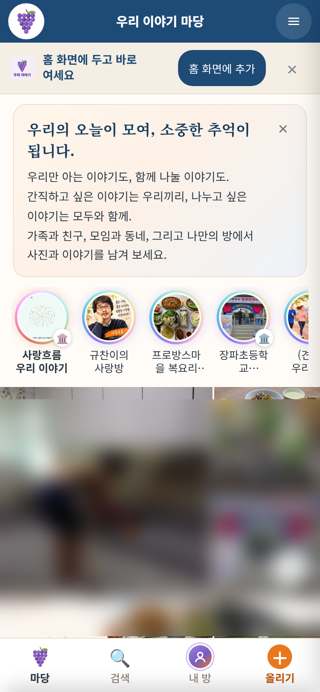 우리 이야기 마당
홈 화면에 두고 바로
여세요
홈 화면에 추가
우리의 오늘이 모여, 소중한 추억이
됩니다.
우리만 아는 이야기도, 함께 나눌 이야기도.
간직하고 싶은 이야기는 우리끼리, 나누고 싶은
이야기는 모두와 함께.
가족과 친구, 모임과 동네, 그리고 나만의 방에서
사진과 이야기를 남겨 보세요.
사랑흐름
우리 이야기
규찬이의
사랑방
프로방스마
을 복요리…
장파초등학
교…
(건
우리
마당
검색
내 방
올리기